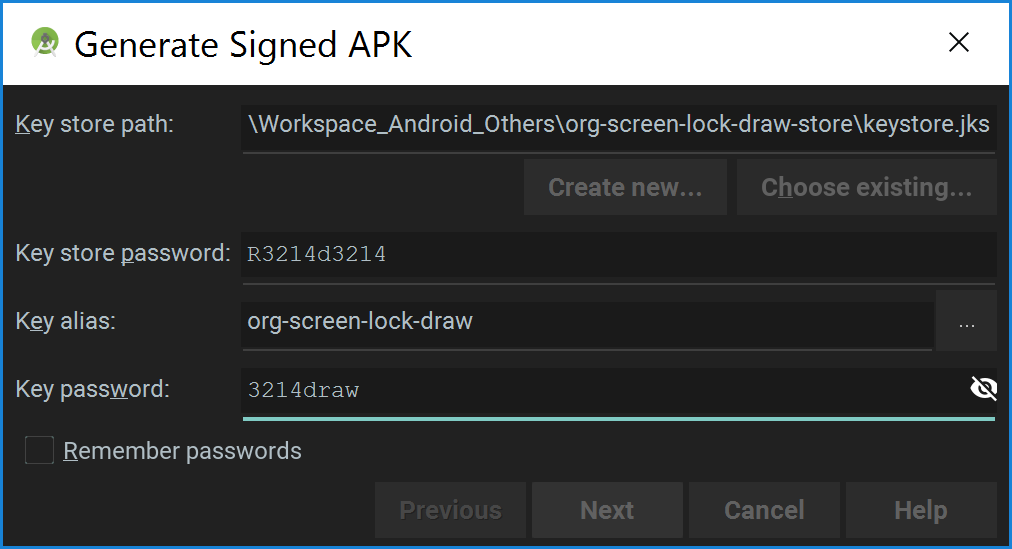 Generate Signed APK
Key store path: \Workspace_Android_Others\org-screen-lock-draw-store\keystore.jks
Create new... Choose existing...
Key store password: R3214d3214
Key alias: org-screen-lock-draw ...
Key password: 3214draw
Remember passwords
Previous Next Cancel Help